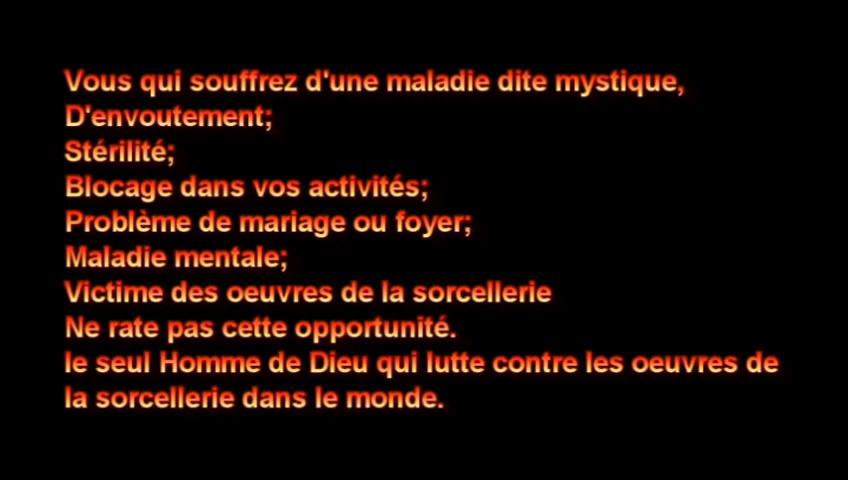 Vous qui souffrez d'une maladie dite mystique,
D'envoutement;
Stérilité;
Blocage dans vos activités;
Problème de mariage ou foyer;
Maladie mentale;
Victime des oeuvres de la sorcellerie
Ne rate pas cette opportunité.
le seul Homme de Dieu qui lutte contre les oeuvres de
la sorcellerie dans le monde.